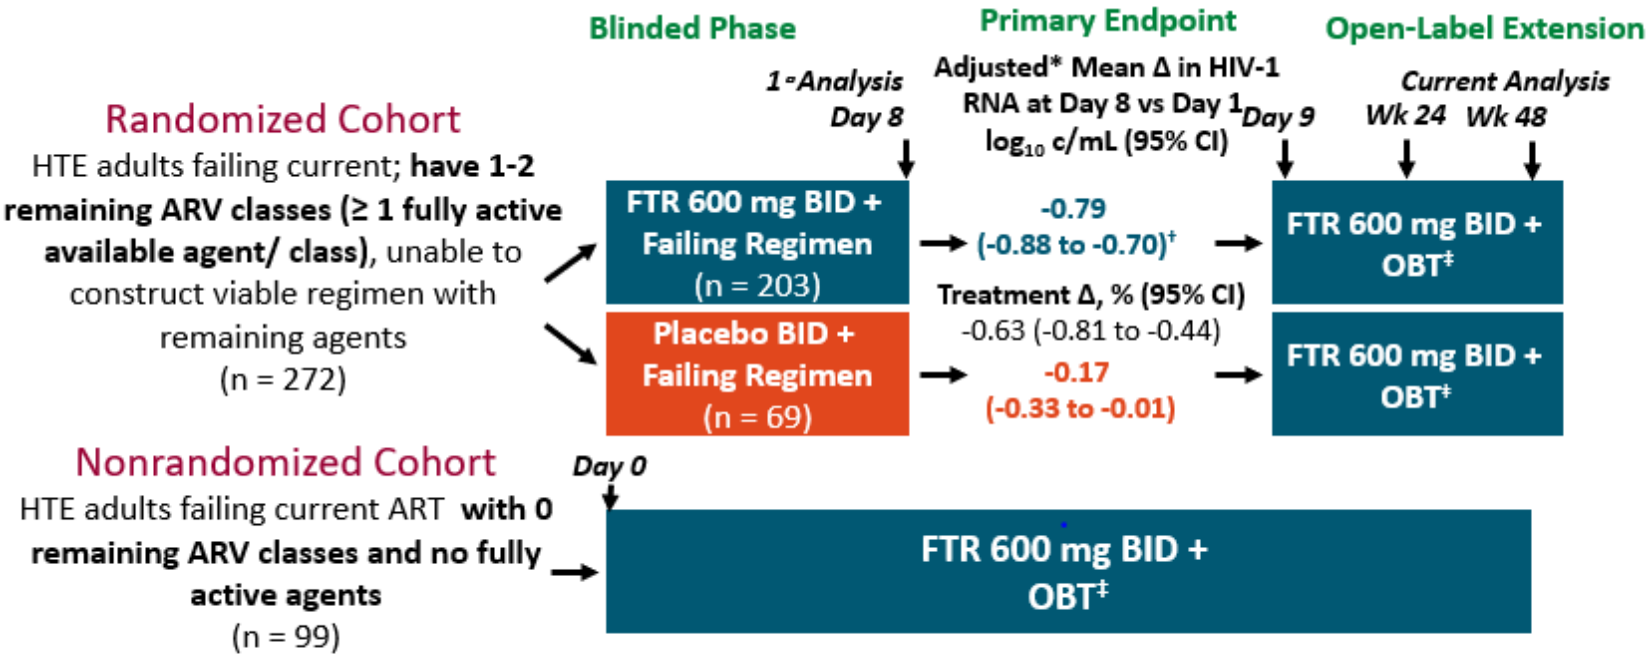 Blinded Phase
Primary Endpoint
Open-Label Extension
1º Analysis
Day 8
Adjusted* Mean Δ in HIV-1
RNA at Day 8 vs Day 1,
log₁₀ c/mL (95% CI)
Day 9
Current Analysis
Wk 24 Wk 48
Randomized Cohort
HTE adults failing current; have 1-2
remaining ARV classes (≥ 1 fully active
available agent/ class), unable to
construct viable regimen with
remaining agents
(n = 272)
FTR 600 mg BID +
Failing Regimen
(n = 203)
-0.79
(-0.88 to -0.70)†
FTR 600 mg BID +
OBT‡
Treatment Δ, % (95% CI)
-0.63 (-0.81 to -0.44)
Placebo BID +
Failing Regimen
(n = 69)
-0.17
(-0.33 to -0.01)
FTR 600 mg BID +
OBT‡
Nonrandomized Cohort
HTE adults failing current ART with 0
remaining ARV classes and no fully
active agents
(n = 99)
Day 0
FTR 600 mg BID +
OBT‡